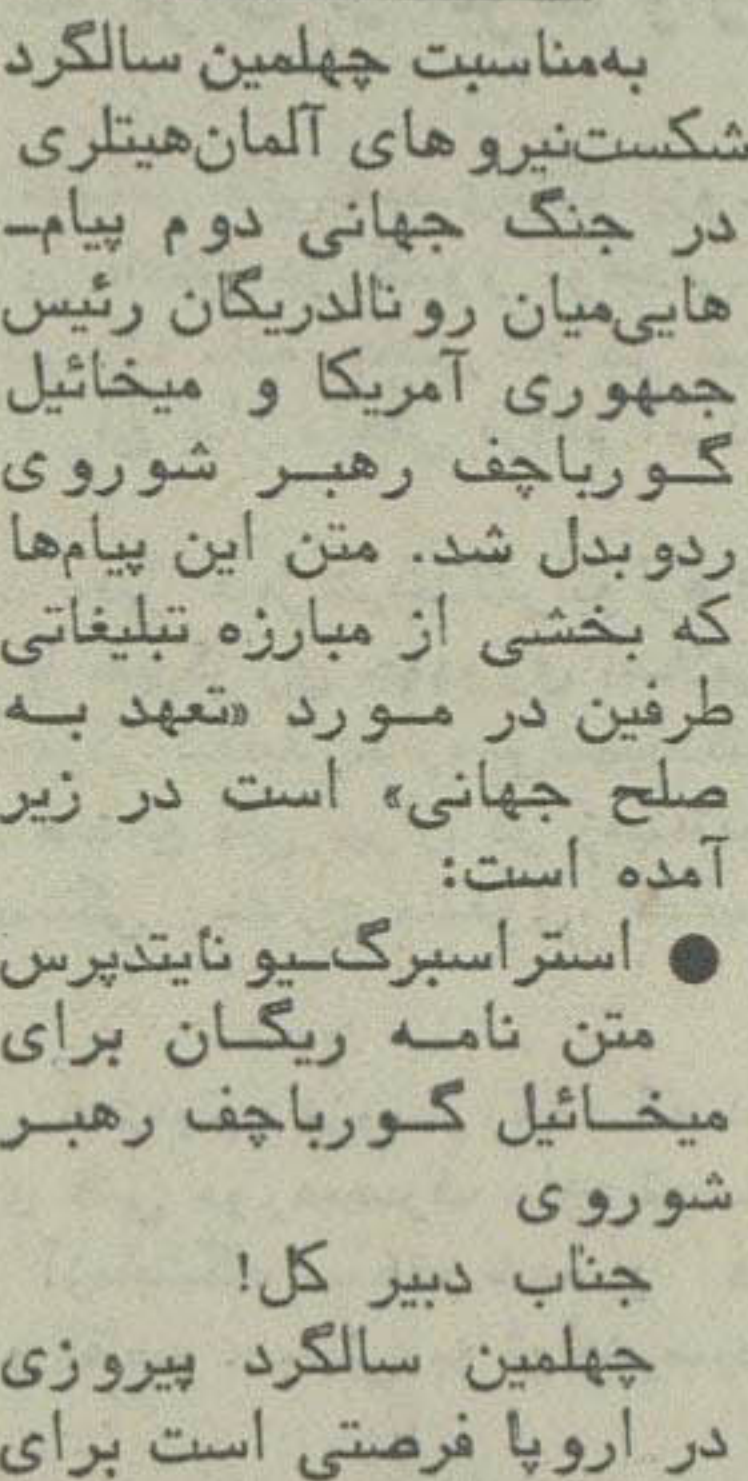 به‌مناسبت چهلمین سالگرد
شکست‌نیرو های آلمان‌هیتلری
در جنگ جهانی دوم پیام‌ـ
هایی‌میان رونالدریگان رئیس
جمهوری آمریکا و میخائیل
گورباچف رهبر شوروی
ردوبدل شد. متن این پیام‌ها
که بخشی از مبارزه تبلیغاتی
طرفین در مورد «تعهد به
صلح جهانی» است در زیر
آمده است:
● استراسبرگ‌ـیونایتدپرس
متن نامه ریگان برای
میخائیل گورباچف رهبر
شوروی
جناب دبیر کل!
چهلمین سالگرد پیروزی
در اروپا فرصتی است برای